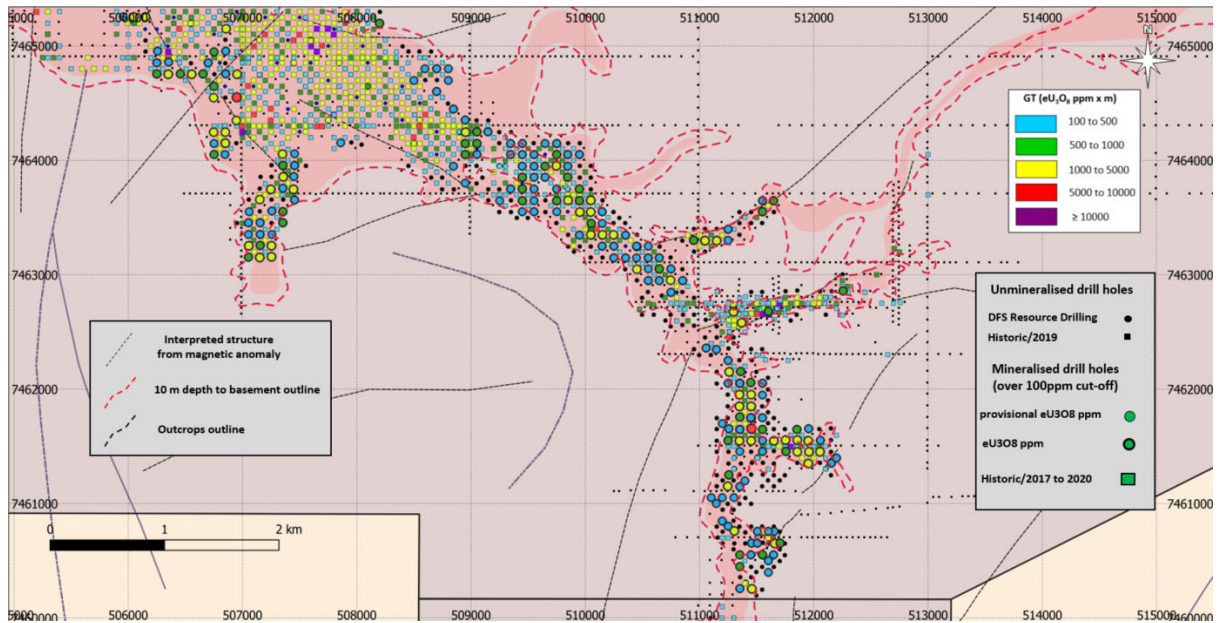 5000 506000 507000 508000 509000 510000 511000 512000 513000 514000 515000
N
7465000 7465000
GT (eU₃O₈ ppm x m)
100 to 500
500 to 1000
1000 to 5000
5000 to 10000
≥ 10000
7464000 7464000
7463000 7463000
Unmineralised drill holes
DFS Resource Drilling
Historic/2019
Mineralised drill holes
(over 100ppm cut-off)
provisional eU3O8 ppm
eU3O8 ppm
Historic/2017 to 2020
Interpreted structure
from magnetic anomaly
10 m depth to basement outline
Outcrops outline
7462000 7462000
7461000 7461000
0 1 2 km
5000 506000 507000 508000 509000 510000 511000 512000 513000 514000 515000